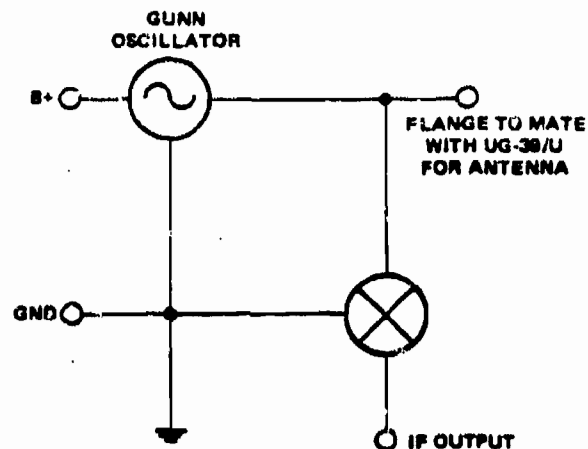 GUNN
OSCILLATOR
B+
FLANGE TO MATE
WITH UG-39/U
FOR ANTENNA
GND
IF OUTPUT